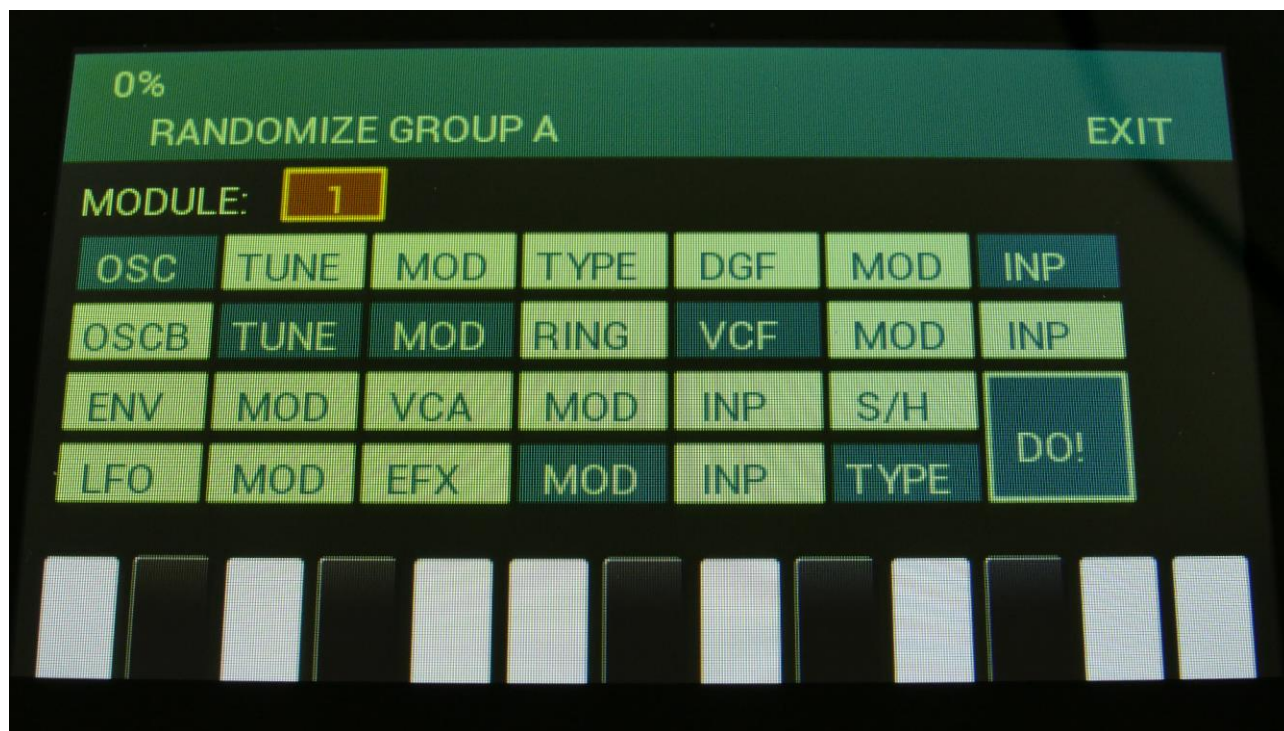 0%
RANDOMIZE GROUP A EXIT
MODULE: 1
OSC TUNE MOD TYPE DGF MOD INP
OSCB TUNE MOD RING VCF MOD INP
ENV MOD VCA MOD INP S/H
DO!
LFO MOD EFX MOD INP TYPE